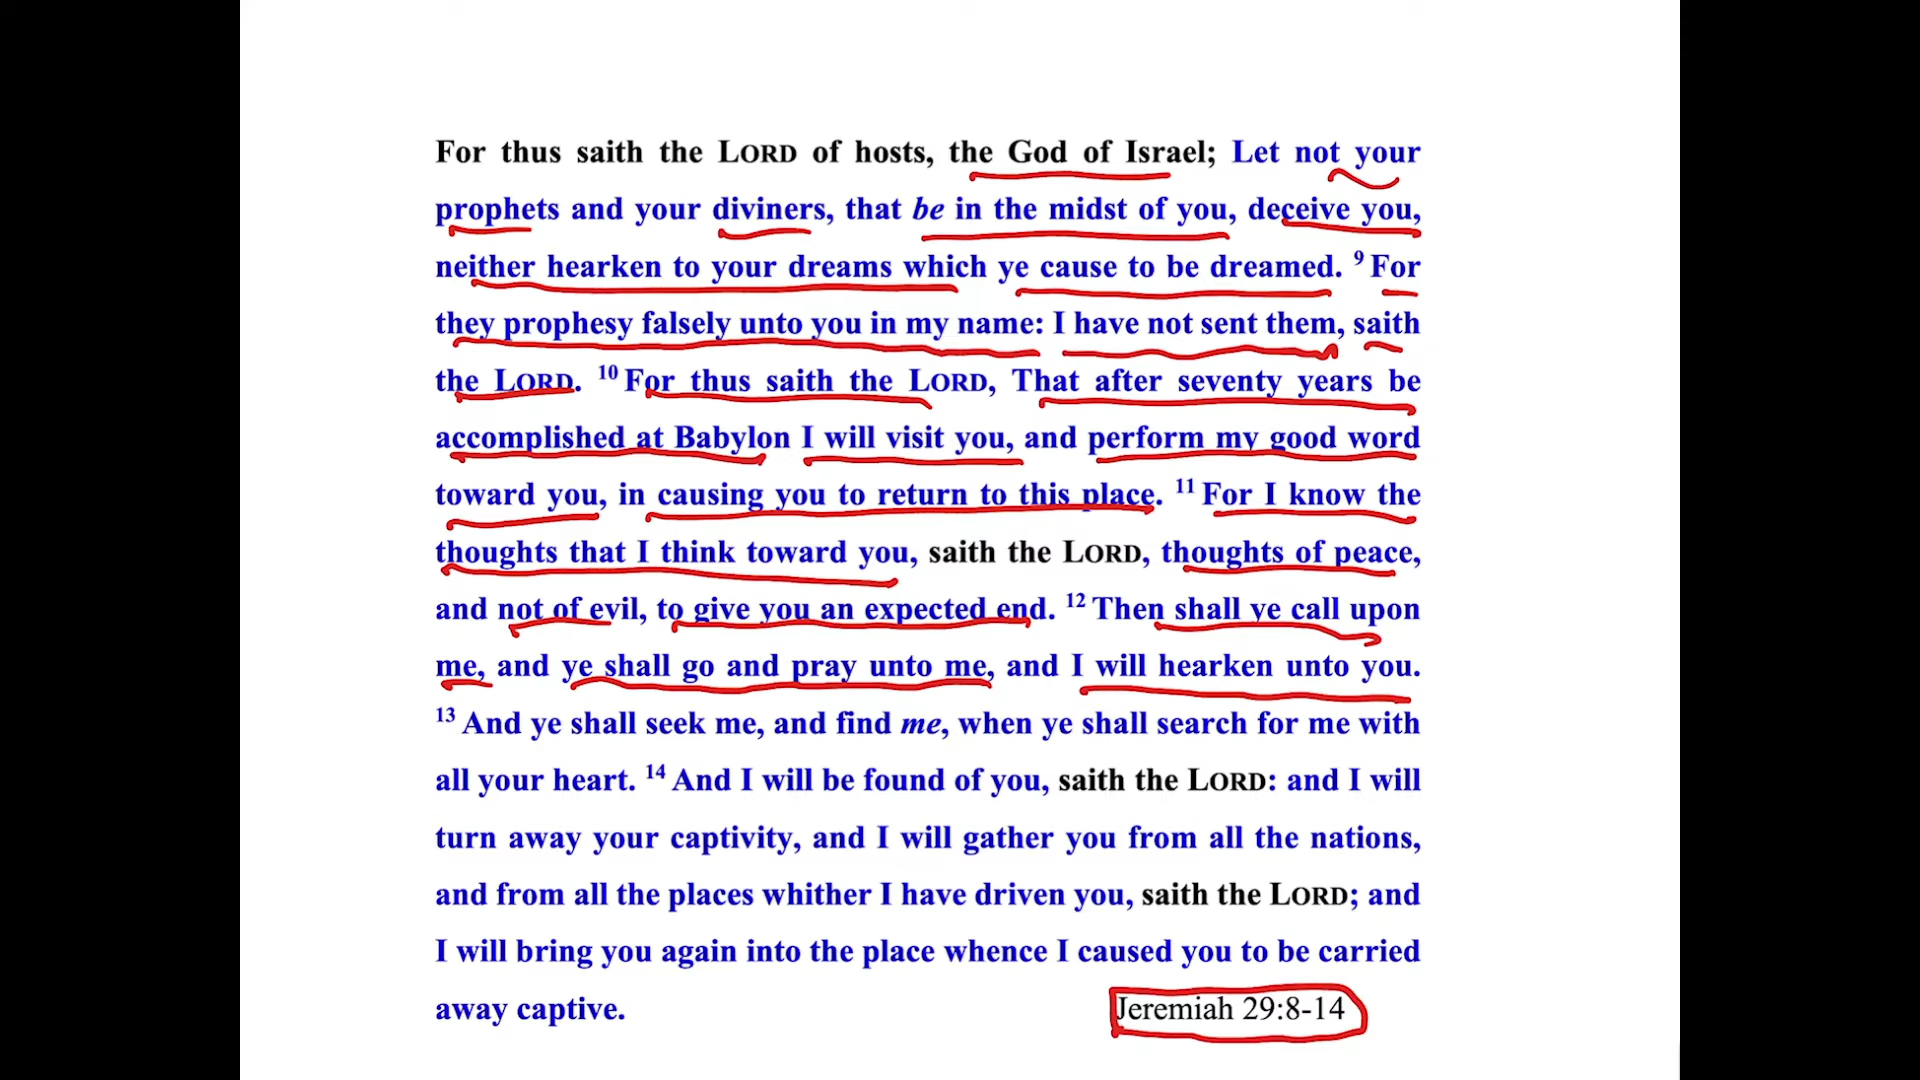 For thus saith the LORD of hosts, the God of Israel; Let not your
prophets and your diviners, that be in the midst of you, deceive you,
neither hearken to your dreams which ye cause to be dreamed. 9 For
they prophesy falsely unto you in my name: I have not sent them, saith
the LORD. 10 For thus saith the LORD, That after seventy years be
accomplished at Babylon I will visit you, and perform my good word
toward you, in causing you to return to this place. 11 For I know the
thoughts that I think toward you, saith the LORD, thoughts of peace,
and not of evil, to give you an expected end. 12 Then shall ye call upon
me, and ye shall go and pray unto me, and I will hearken unto you.
13 And ye shall seek me, and find me, when ye shall search for me with
all your heart. 14 And I will be found of you, saith the LORD: and I will
turn away your captivity, and I will gather you from all the nations,
and from all the places whither I have driven you, saith the LORD; and
I will bring you again into the place whence I caused you to be carried
away captive.
Jeremiah 29:8-14